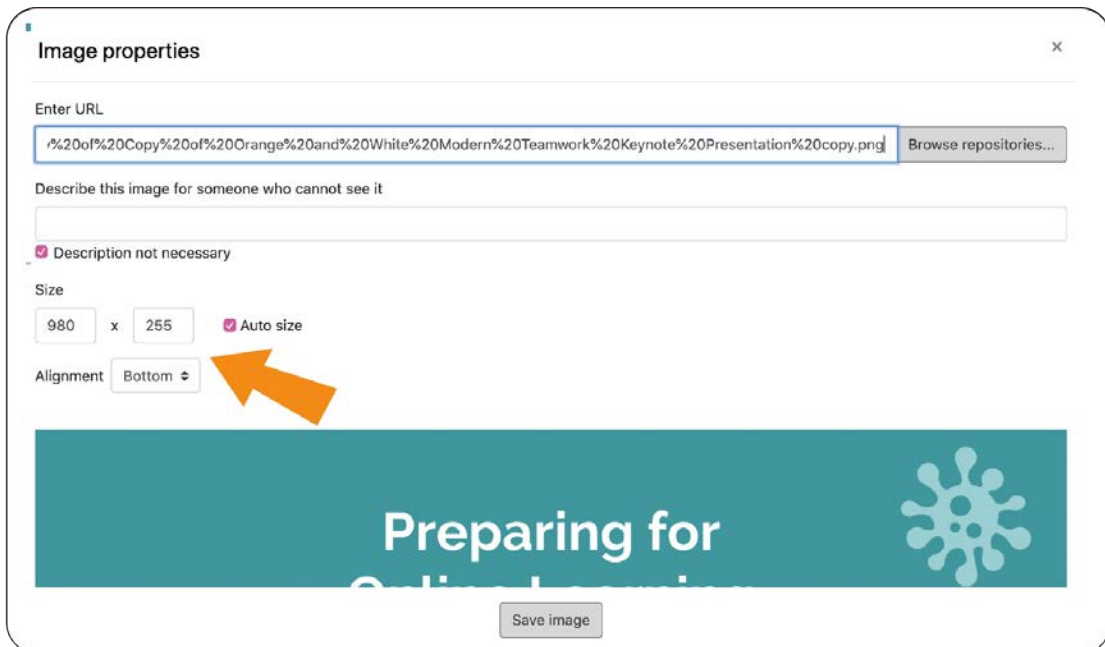 Image properties
×
Enter URL
%20of%20Copy%20of%20Orange%20and%20White%20Modern%20Teamwork%20Keynote%20Presentation%20copy.png
Browse repositories...
Describe this image for someone who cannot see it
Description not necessary
Size
980 x 255 Auto size
Alignment Bottom
Preparing for
Online Learning
Save image